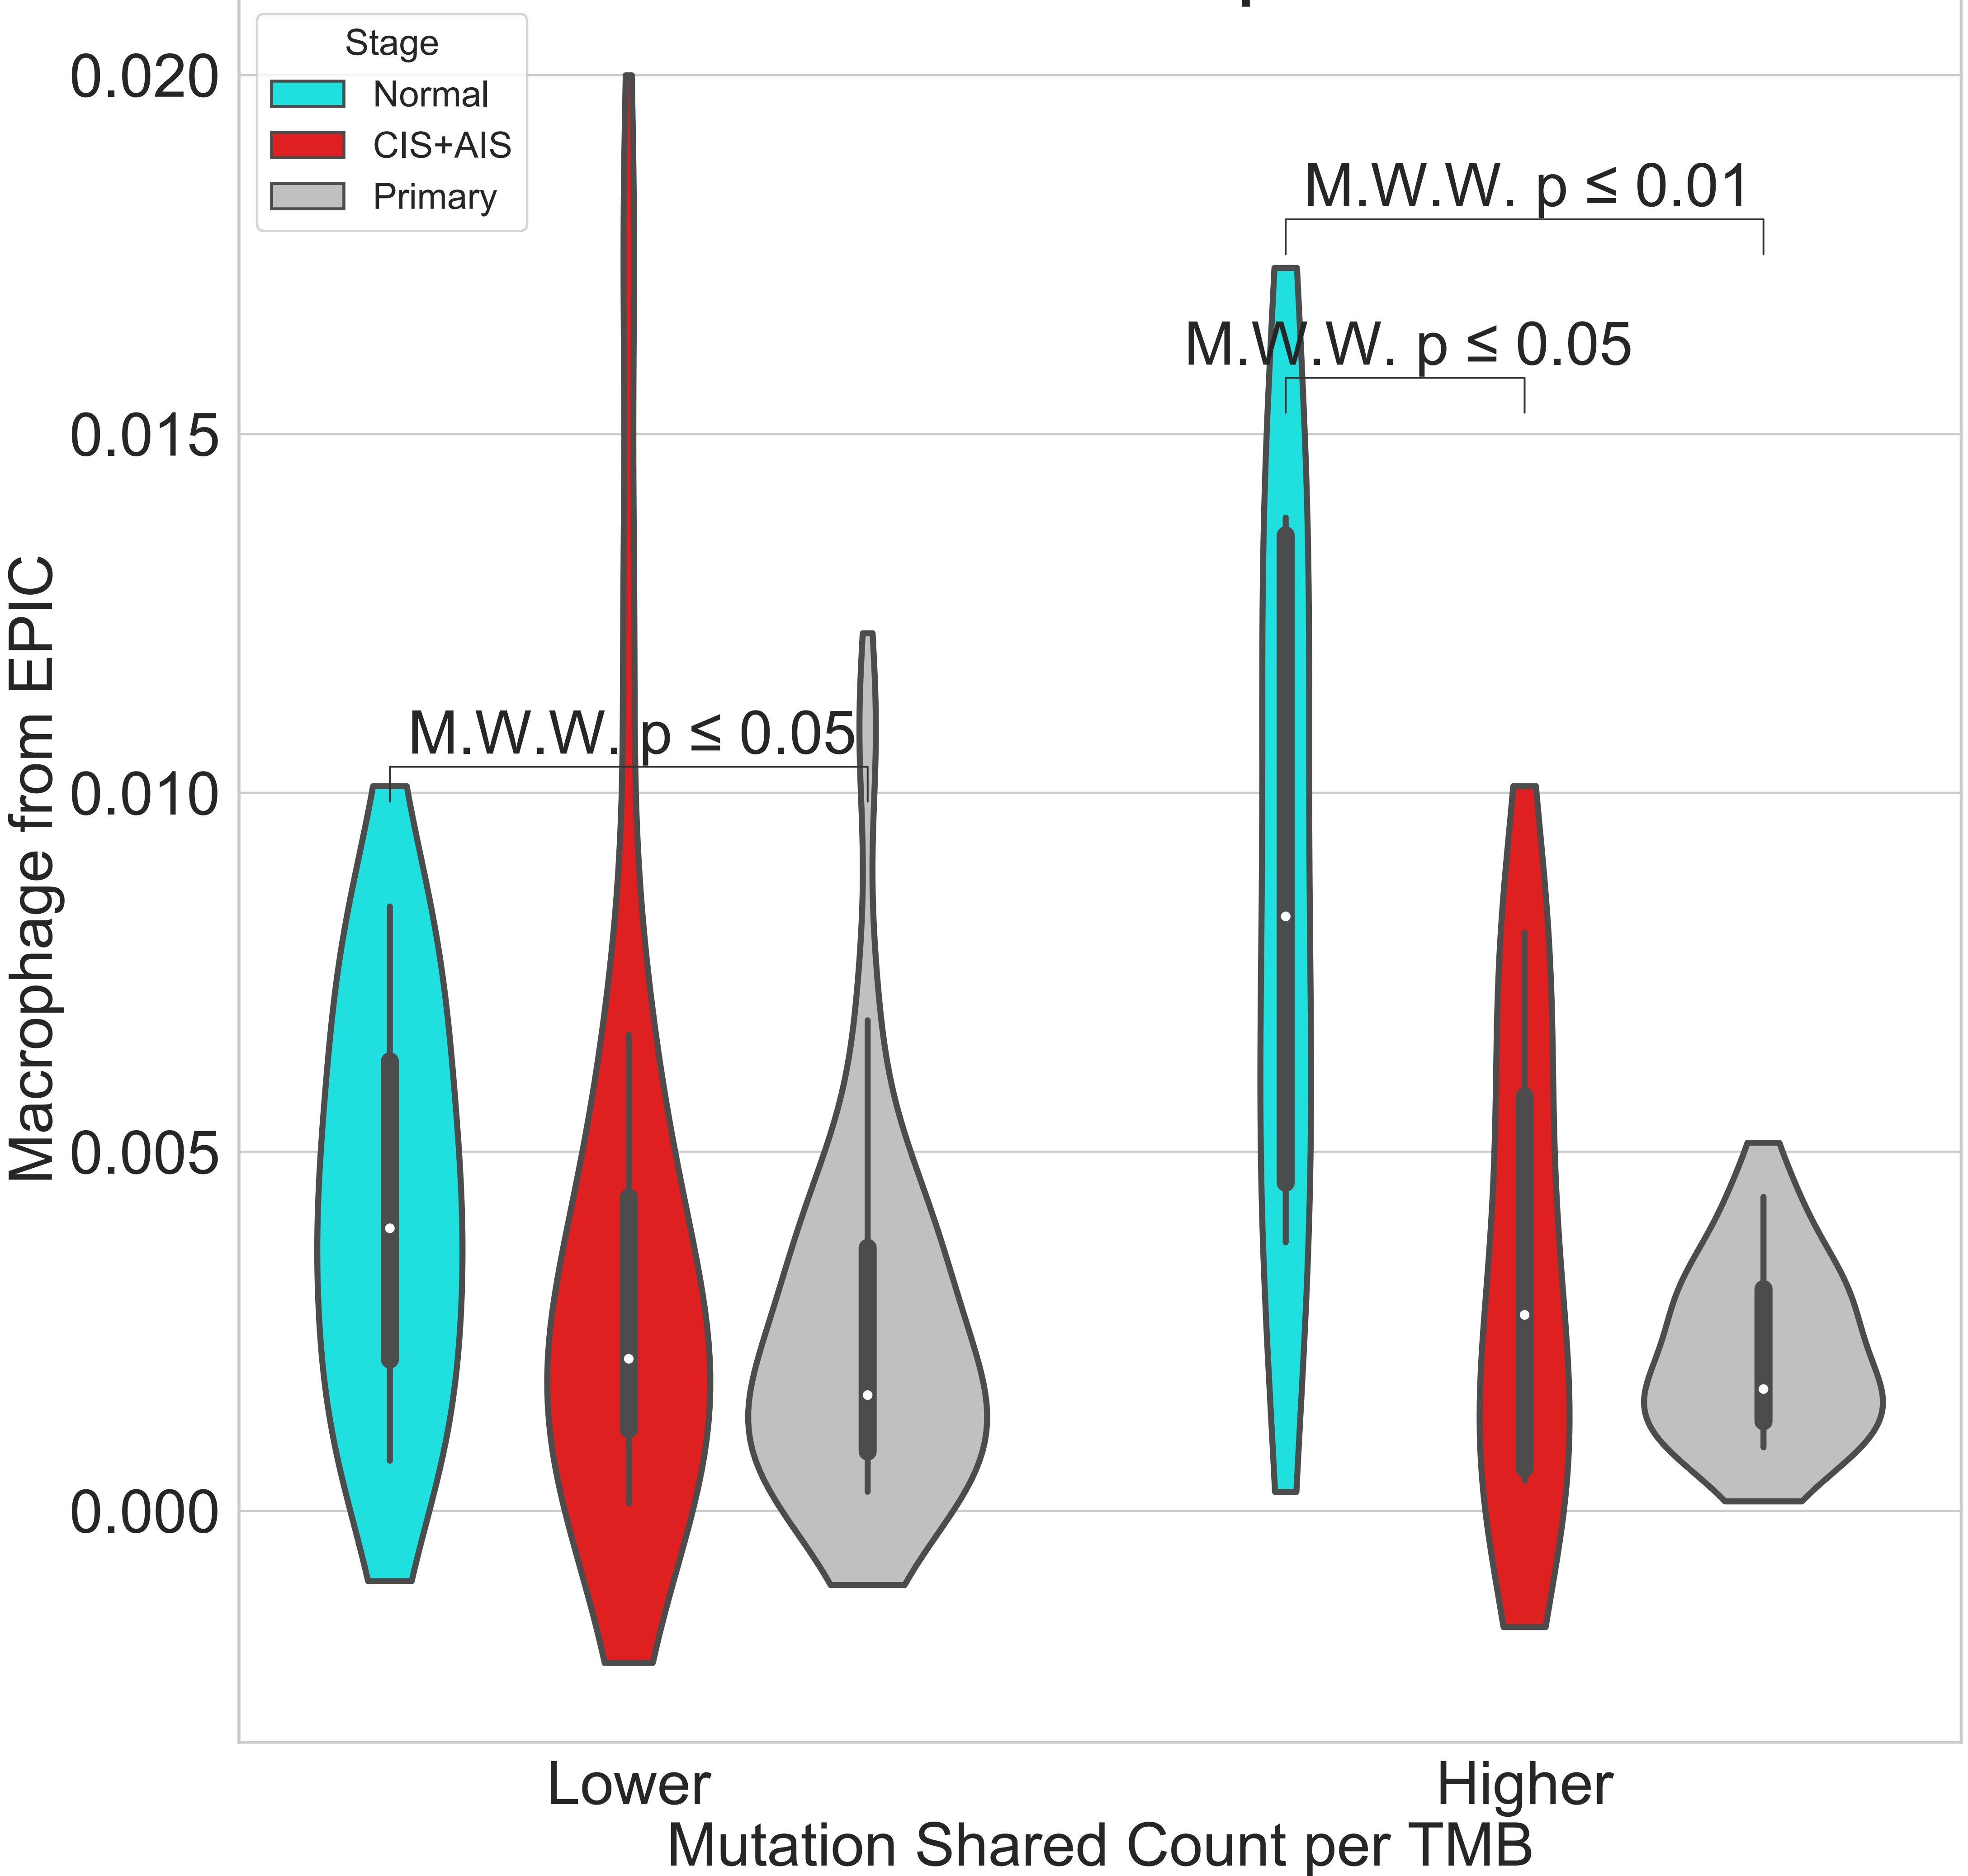 Stage
Normal
CIS+AIS
Primary
0.020
0.015
0.010
0.005
0.000
Macrophage from EPIC
M.W.W. p ≤ 0.01
M.W.W. p ≤ 0.05
M.W.W. p ≤ 0.05
Lower
Higher
Mutation Shared Count per TMB